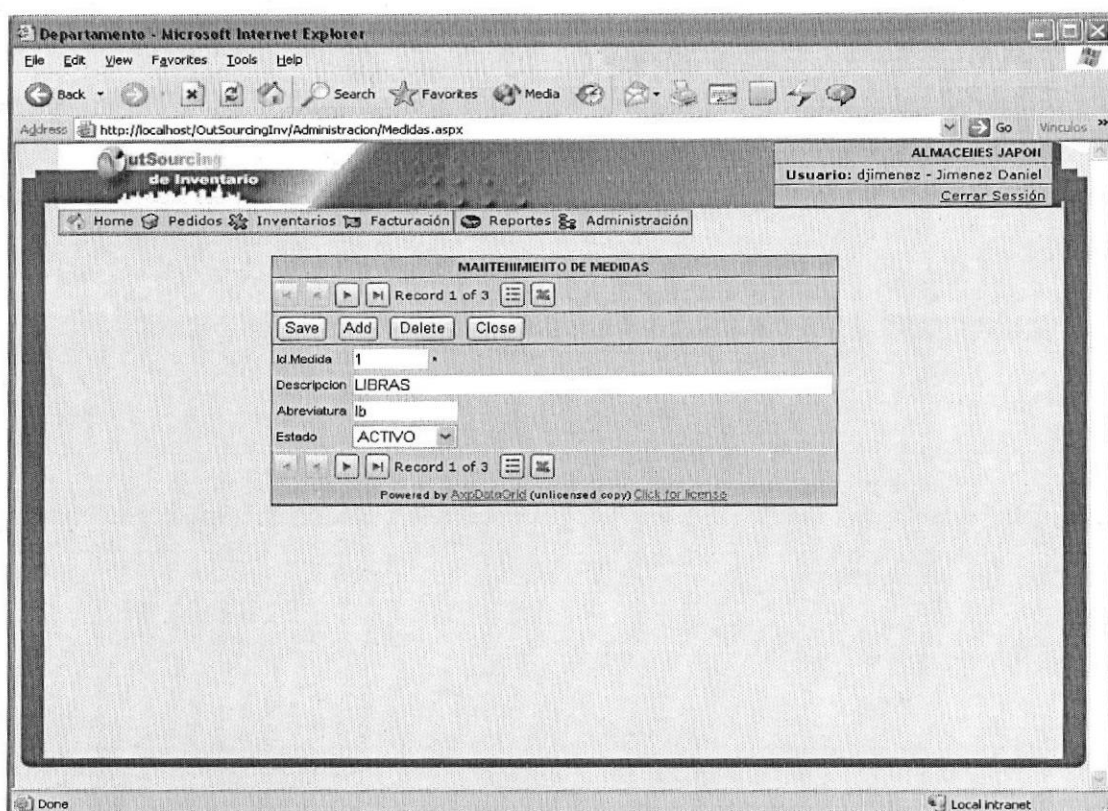 Departamento - Microsoft Internet Explorer
File Edit View Favorites Tools Help
Back Search Favorites Media
Address http://localhost/OutSourcingInv/Administracion/Medidas.aspx Go Vinculos »
OutSourcing
de Inventario
ALMACENES JAPON
Usuario: djimenez - Jimenez Daniel
Cerrar Sessión
Home Pedidos Inventarios Facturación Reportes Administración
MANTENIMIENTO DE MEDIDAS
Record 1 of 3
Save Add Delete Close
Id.Medida 1 *
Descripcion LIBRAS
Abreviatura lb
Estado ACTIVO
Record 1 of 3
Powered by AxpDataGrid (unlicensed copy) Click for license
Done Local intranet